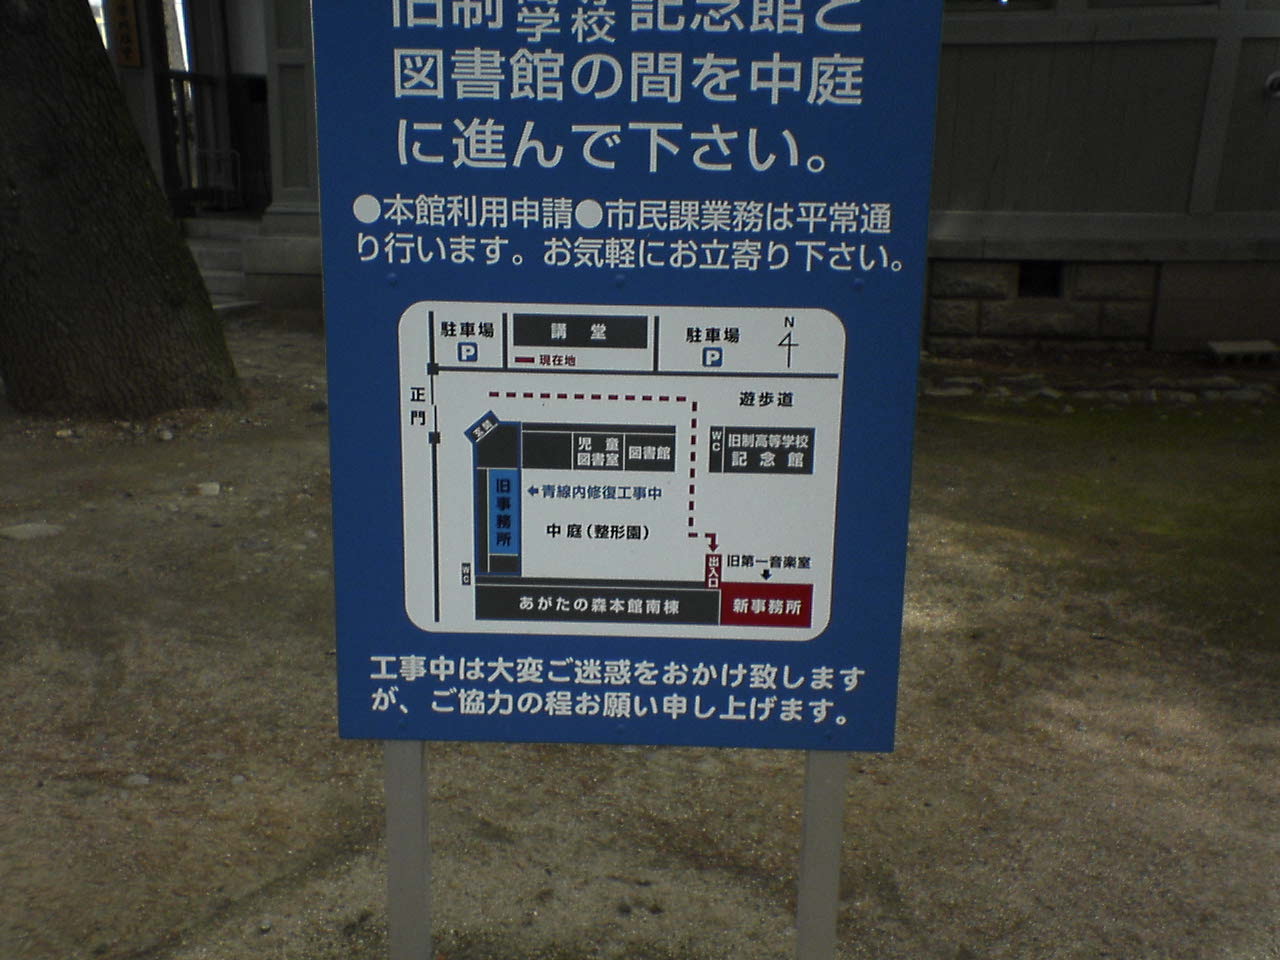 旧制高等学校記念館と
図書館の間を中庭
に進んで下さい。
●本館利用申請●市民課業務は平常通
り行います。お気軽にお立寄り下さい。
駐車場
P
講堂
現在地
駐車場
P
N
正門
遊歩道
玄関
児童図書室
図書館
WC
旧制高等学校
記念館
旧事務所
←青線内修復工事中
中庭(整形園)
WC
出入口
旧第一音楽室
あがたの森本館南棟
新事務所
工事中は大変ご迷惑をおかけ致します
が、ご協力の程お願い申し上げます。